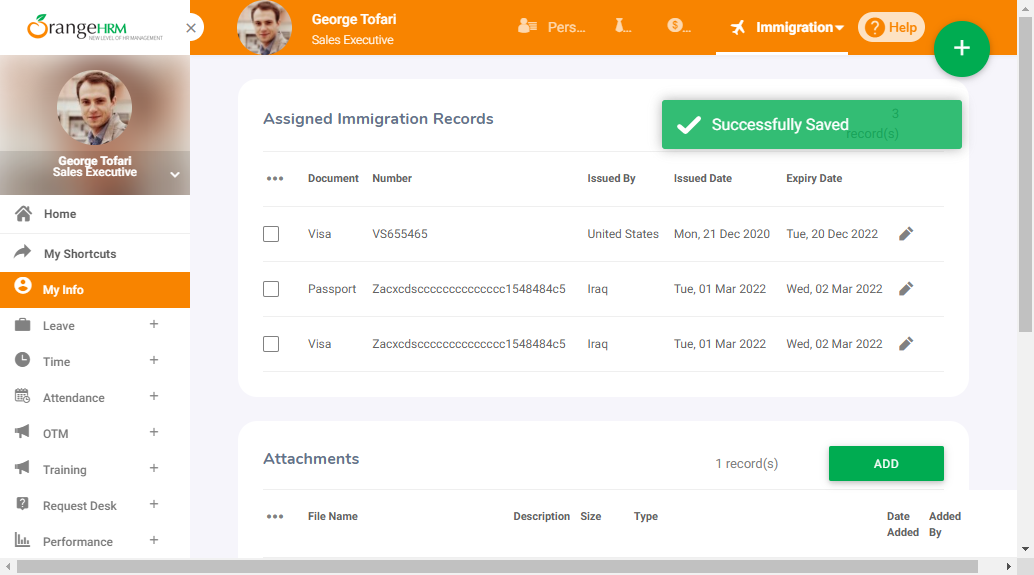 OrangeHRM
NEW LEVEL OF HR MANAGEMENT
George Tofari
Sales Executive
Home
My Shortcuts
My Info
Leave
Time
Attendance
OTM
Training
Request Desk
Performance
George Tofari
Sales Executive
Pers...
...
$...
Immigration
? Help
+
Assigned Immigration Records
3
record(s)
Successfully Saved
Document Number Issued By Issued Date Expiry Date
Visa VS655465 United States Mon, 21 Dec 2020 Tue, 20 Dec 2022
Passport Zacxcdsccccccccccccccc1548484c5 Iraq Tue, 01 Mar 2022 Wed, 02 Mar 2022
Visa Zacxcdsccccccccccccccc1548484c5 Iraq Tue, 01 Mar 2022 Wed, 02 Mar 2022
Attachments
1 record(s)
ADD
File Name Description Size Type Date Added Added By